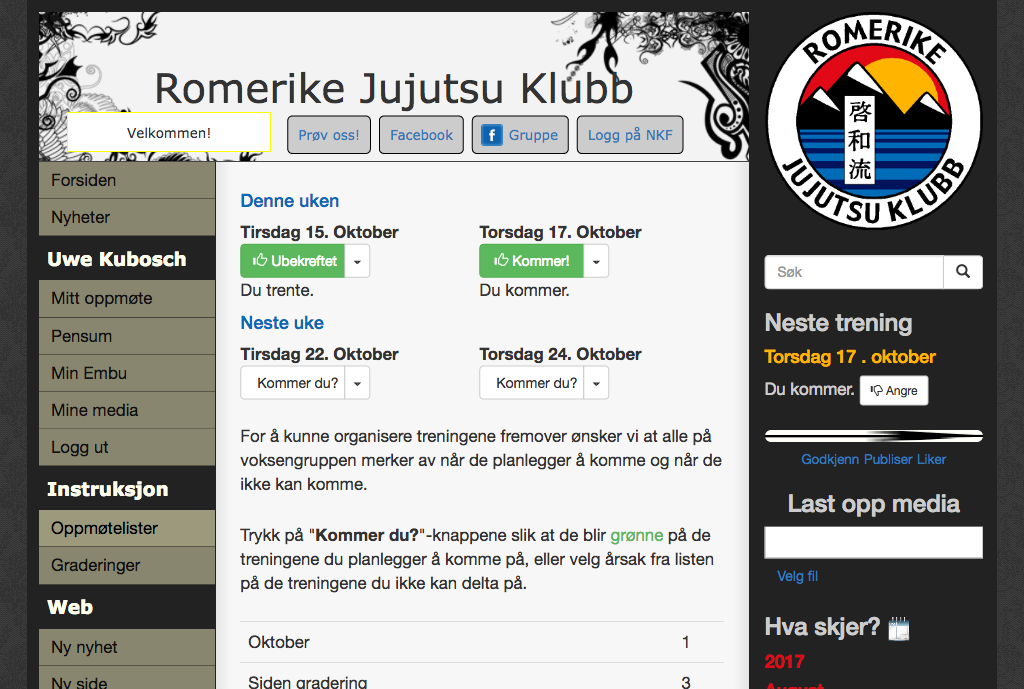 Romerike Jujutsu Klubb
Velkommen!
Prøv oss!
Facebook
f Gruppe
Logg på NKF
Forsiden
Nyheter
Uwe Kubosch
Mitt oppmøte
Pensum
Min Embu
Mine media
Logg ut
Instruksjon
Oppmøtelister
Graderinger
Web
Ny nyhet
Ny side
Denne uken
Tirsdag 15. Oktober
Ubekreftet
Du trente.
Torsdag 17. Oktober
Kommer!
Du kommer.
Neste uke
Tirsdag 22. Oktober
Kommer du?
Torsdag 24. Oktober
Kommer du?
For å kunne organisere treningene fremover ønsker vi at alle på
voksengruppen merker av når de planlegger å komme og når de
ikke kan komme.
Trykk på "Kommer du?"-knappene slik at de blir grønne på de
treningene du planlegger å komme på, eller velg årsak fra listen
på de treningene du ikke kan delta på.
Oktober 1
Siden gradering 3
ROMERIKE
啓和流
JUJUTSU KLUBB
Søk
Neste trening
Torsdag 17 . oktober
Du kommer. Angre
Godkjenn Publiser Liker
Last opp media
Velg fil
Hva skjer?
2017
August